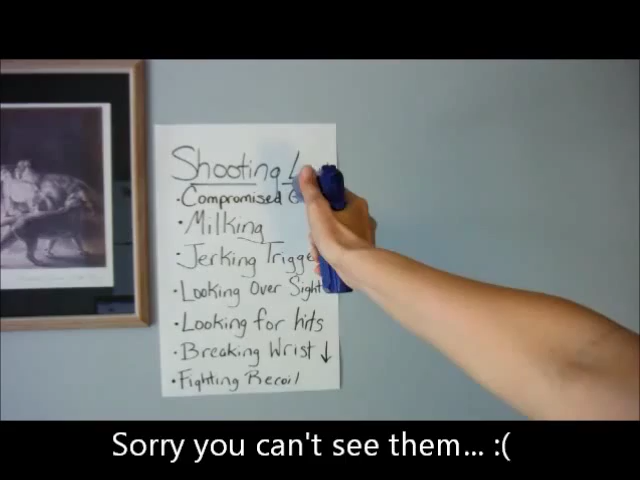 Shooting L
• Compromised G
• Milking
• Jerking Trigge
• Looking Over Sight
• Looking for hits
• Breaking Wrist ↓
• Fighting Recoil
Sorry you can't see them... :(